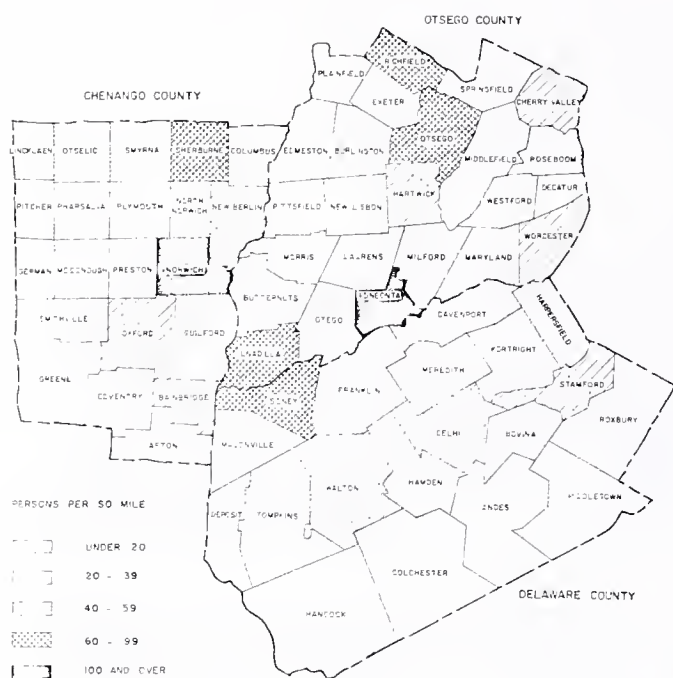 OTSEGO COUNTY
CHENANGO COUNTY
RICHFIELD
PLAINFIELD
SPRINGFIELD
EXETER
CHERRY VALLEY
OTSEGO
LINCKLAEN OTSELIC SMYRNA SHERBURNE COLUMBUS EDMESTON BURLINGTON MIDDLEFIELD ROSEBOOM
HARTWICK
DECATUR
PITCHER PHARSALIA PLYMOUTH NORTH NORWICH NEW BERLIN PITTSFIELD NEW LISBON WESTFORD
WORCESTER
MORRIS LAURENS MILFORD MARYLAND
GERMAN MCDONOUGH PRESTON NORWICH
BUTTERNUTS ONEONTA
OTEGO DAVENPORT HARPERSFIELD
SMITHVILLE OXFORD GUILFORD
UNADILLA KORTRIGHT
MEREDITH
GREENE SIDNEY FRANKLIN STAMFORD
COVENTRY BAINBRIDGE ROXBURY
DELHI BOVINA
AFTON MASONVILLE
HAMDEN
WALTON MIDDLETOWN
DEPOSIT TOMPKINS ANDES
COLCHESTER
HANCOCK
DELAWARE COUNTY
PERSONS PER SQ MILE
UNDER 20
20 - 39
40 - 59
60 - 99
100 AND OVER